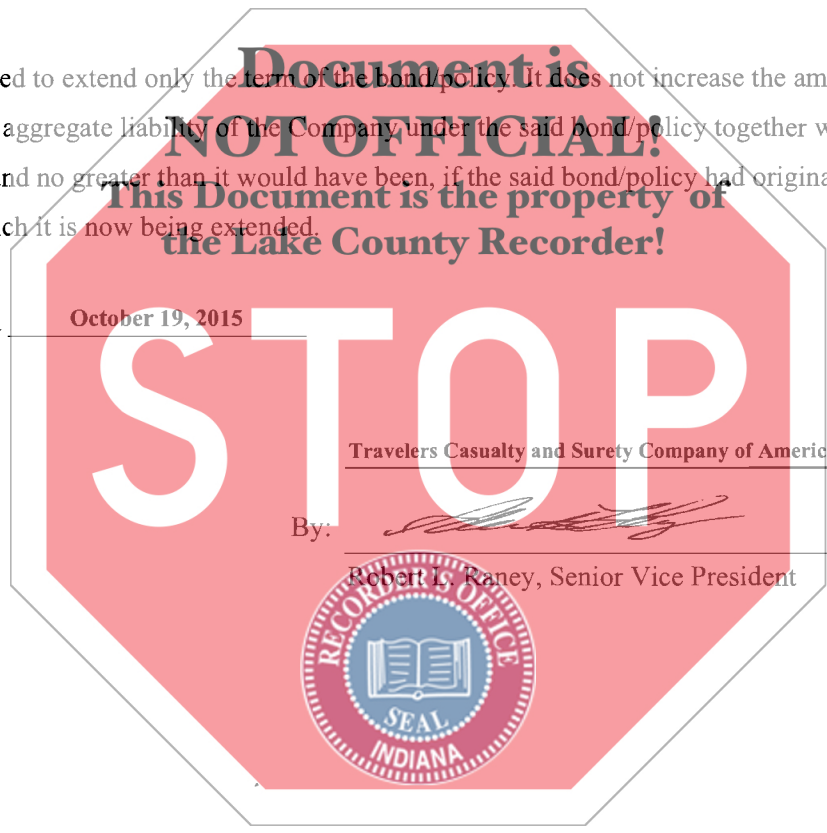 Document is
ed to extend only the term of the bond/policy. It does not increase the am
NOT OFFICIAL!
aggregate liability of the Company under the said bond/policy together w
nd no greater than it would have been, if the said bond/policy had origina
This Document is the property of
ch it is now being extended.
the Lake County Recorder!
October 19, 2015
STOP
Travelers Casualty and Surety Company of Americ
By:
Robert L. Raney, Senior Vice President
RECORDER'S OFFICE
SEAL
INDIANA